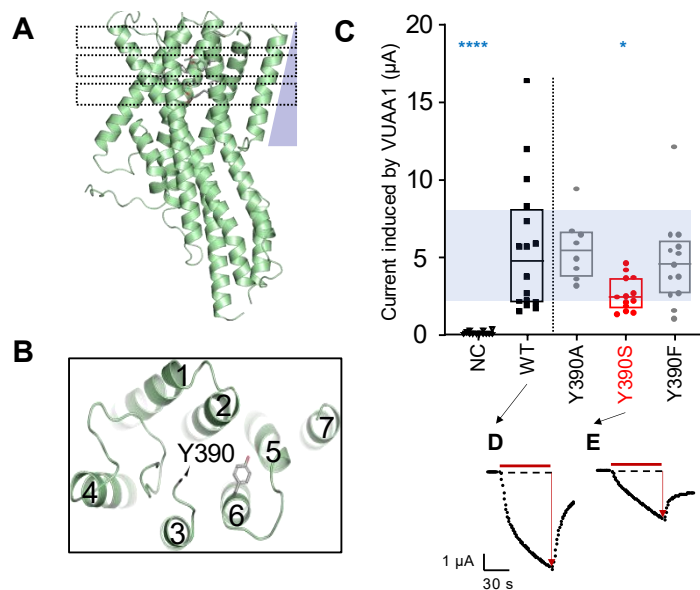 A
B
1
2
Y390
5
7
4
3
6
C
Current induced by VUAA1 (µA)
20
15
10
5
0
****
*
NC
WT
Y390A
Y390S
Y390F
D
E
1 µA
30 s